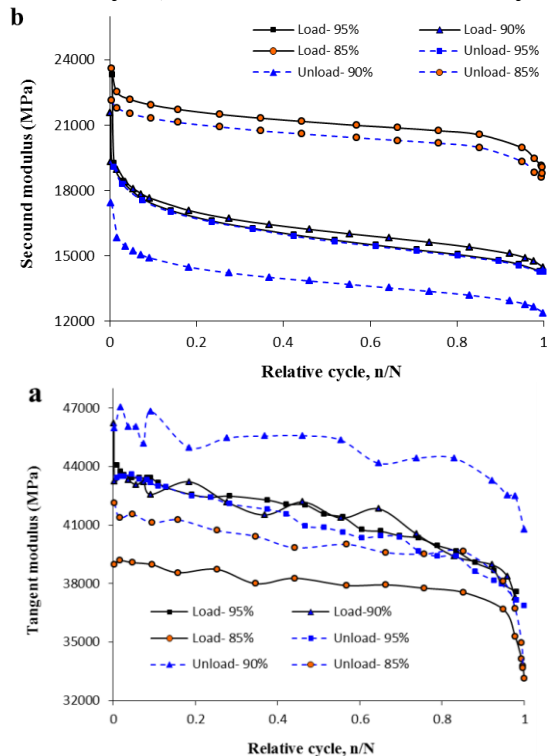 b
Load- 95%
Load- 90%
Load- 85%
Unload- 95%
Unload- 90%
Unload- 85%
Secound modulus (MPa)
24000
21000
18000
15000
12000
0
0.2
0.4
0.6
0.8
1
Relative cycle, n/N
a
Tangent modulus (MPa)
47000
44000
41000
38000
35000
32000
Load- 95%
Load-90%
Load- 85%
Unload- 95%
Unload- 90%
Unload- 85%
0
0.2
0.4
0.6
0.8
1
Relative cycle, n/N